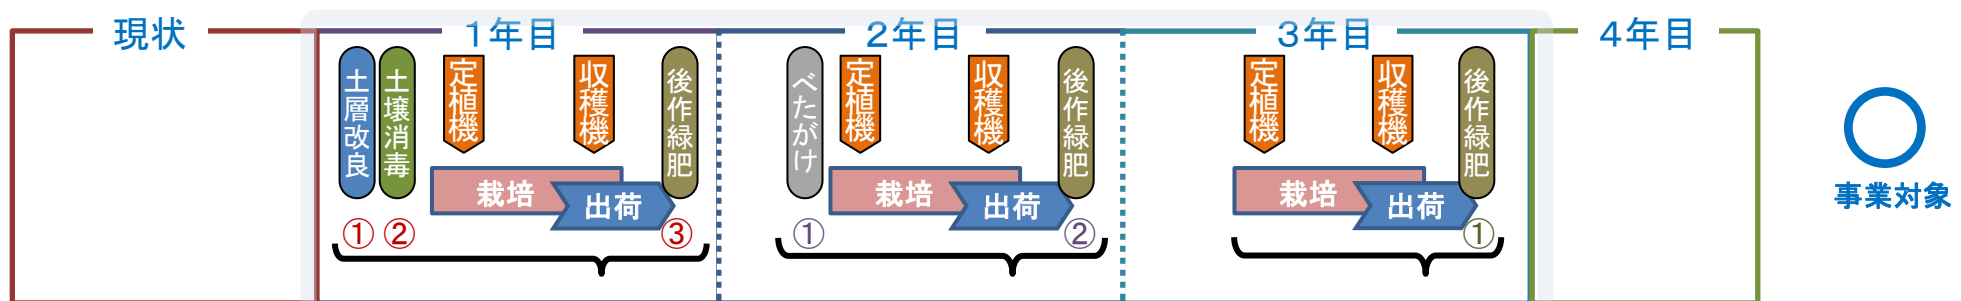 現状
1年目
土層改良
土壌消毒
定植機
収穫機
後作緑肥
栽培
出荷
①
②
③
2年目
べたがけ
定植機
収穫機
後作緑肥
栽培
出荷
①
②
3年目
定植機
収穫機
後作緑肥
栽培
出荷
①
4年目
事業対象